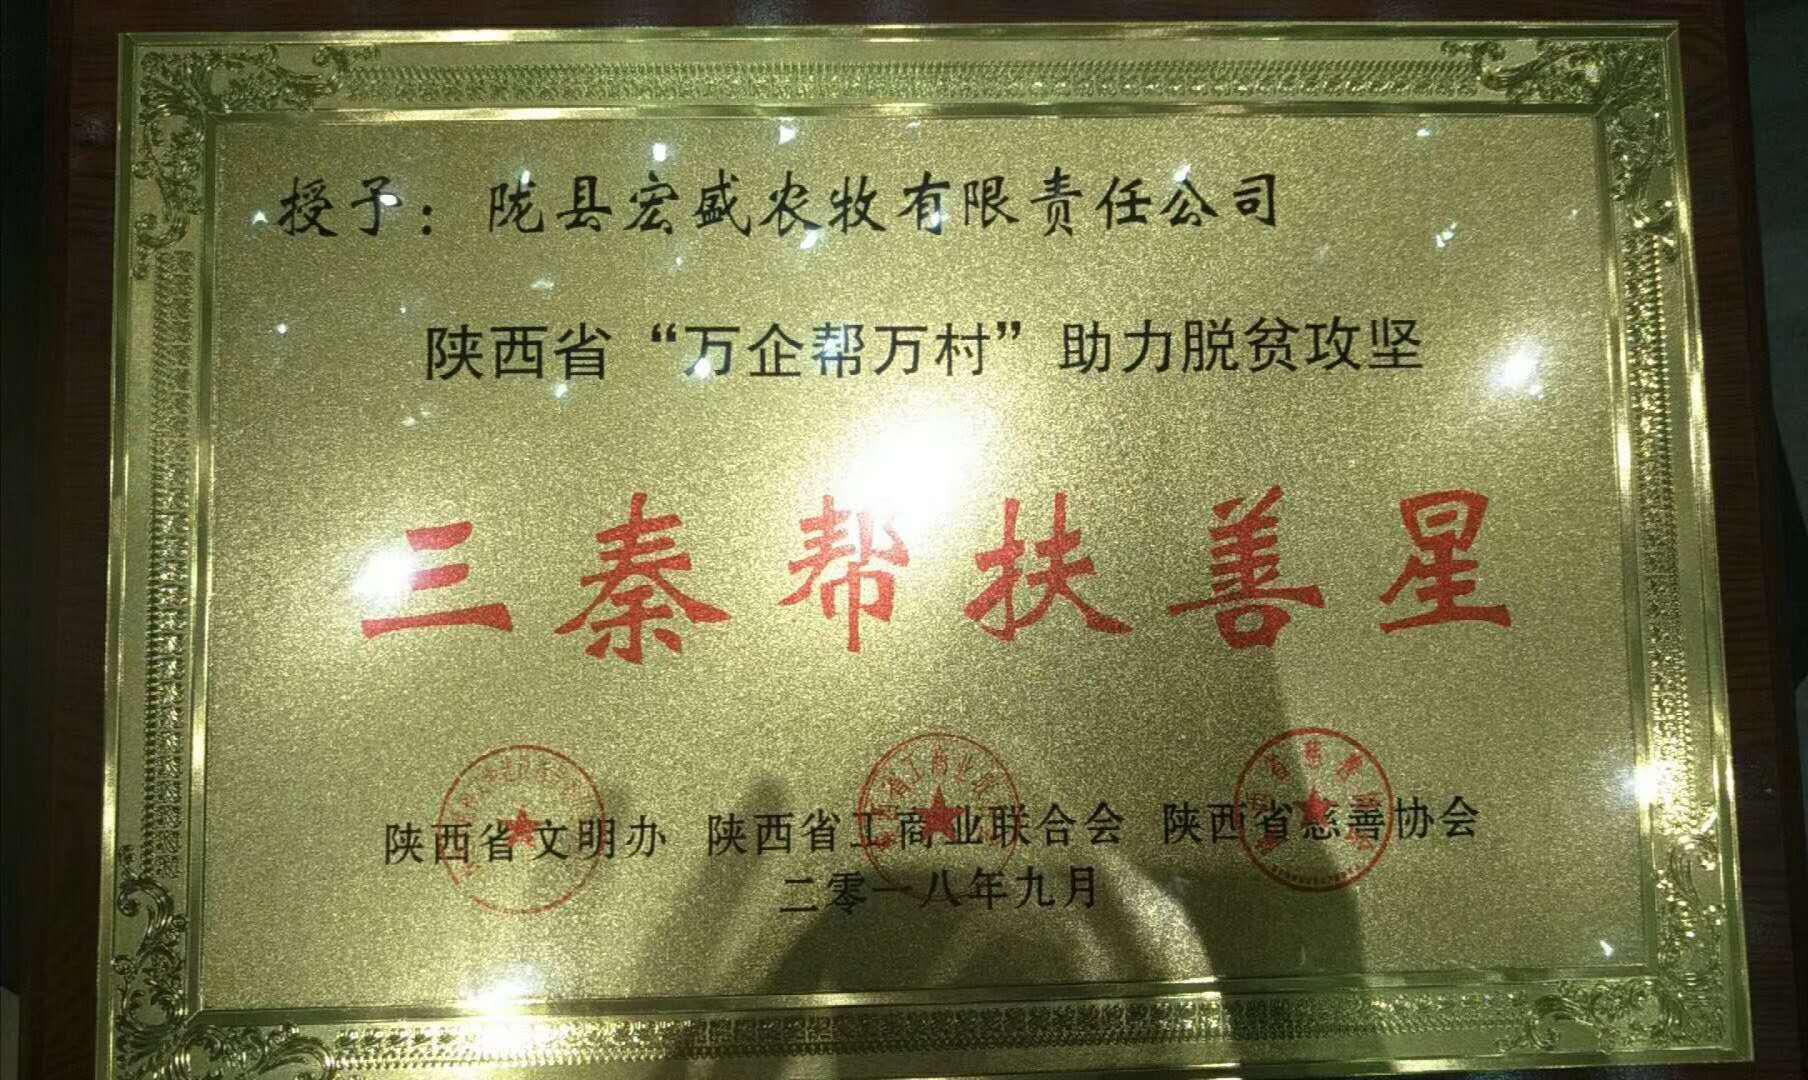 授予：陇县宏盛农牧有限责任公司
陕西省“万企帮万村”助力脱贫攻坚
三秦帮扶善星
陕西省文明办 陕西省工商业联合会 陕西省慈善协会
二零一八年九月